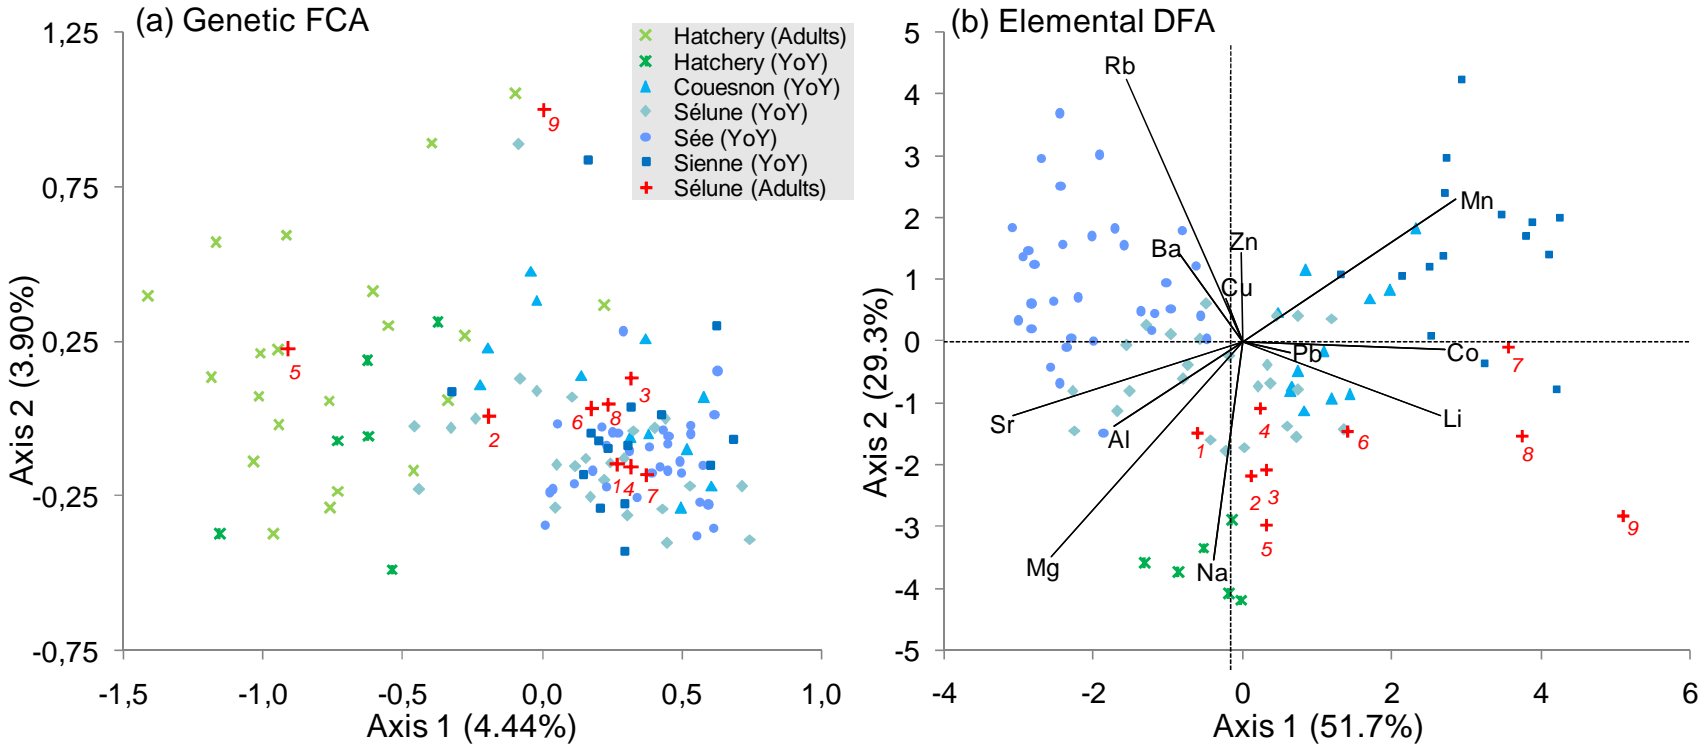 (a) Genetic FCA
Hatchery (Adults)
Hatchery (YoY)
Couesnon (YoY)
Sélune (YoY)
Sée (YoY)
Sienne (YoY)
Sélune (Adults)
1,25
0,75
0,25
-0,25
-0,75
Axis 2 (3.90%)
9
5
2
3
6
8
1
4
7
-1,5
-1,0
-0,5
0,0
0,5
1,0
Axis 1 (4.44%)
(b) Elemental DFA
5
4
3
2
1
0
-1
-2
-3
-4
-5
Axis 2 (29.3%)
Rb
Mn
Ba
Zn
Cu
Pb
Co
Sr
Al
Li
Mg
Na
7
4
1
6
8
2
3
5
9
-4
-2
0
2
4
6
Axis 1 (51.7%)